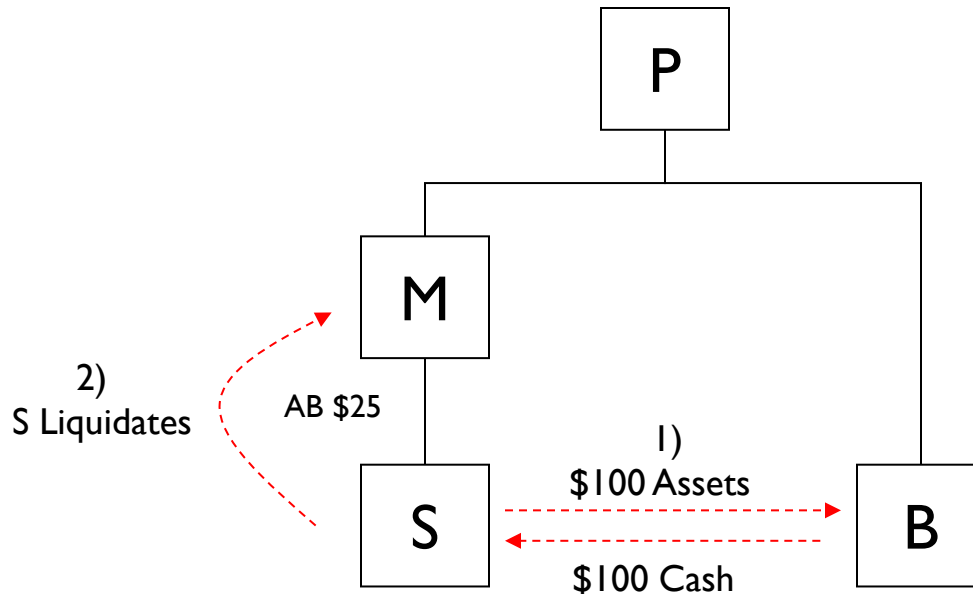 P
M
2)
S Liquidates
AB $25
1)
$100 Assets
S
B
$100 Cash